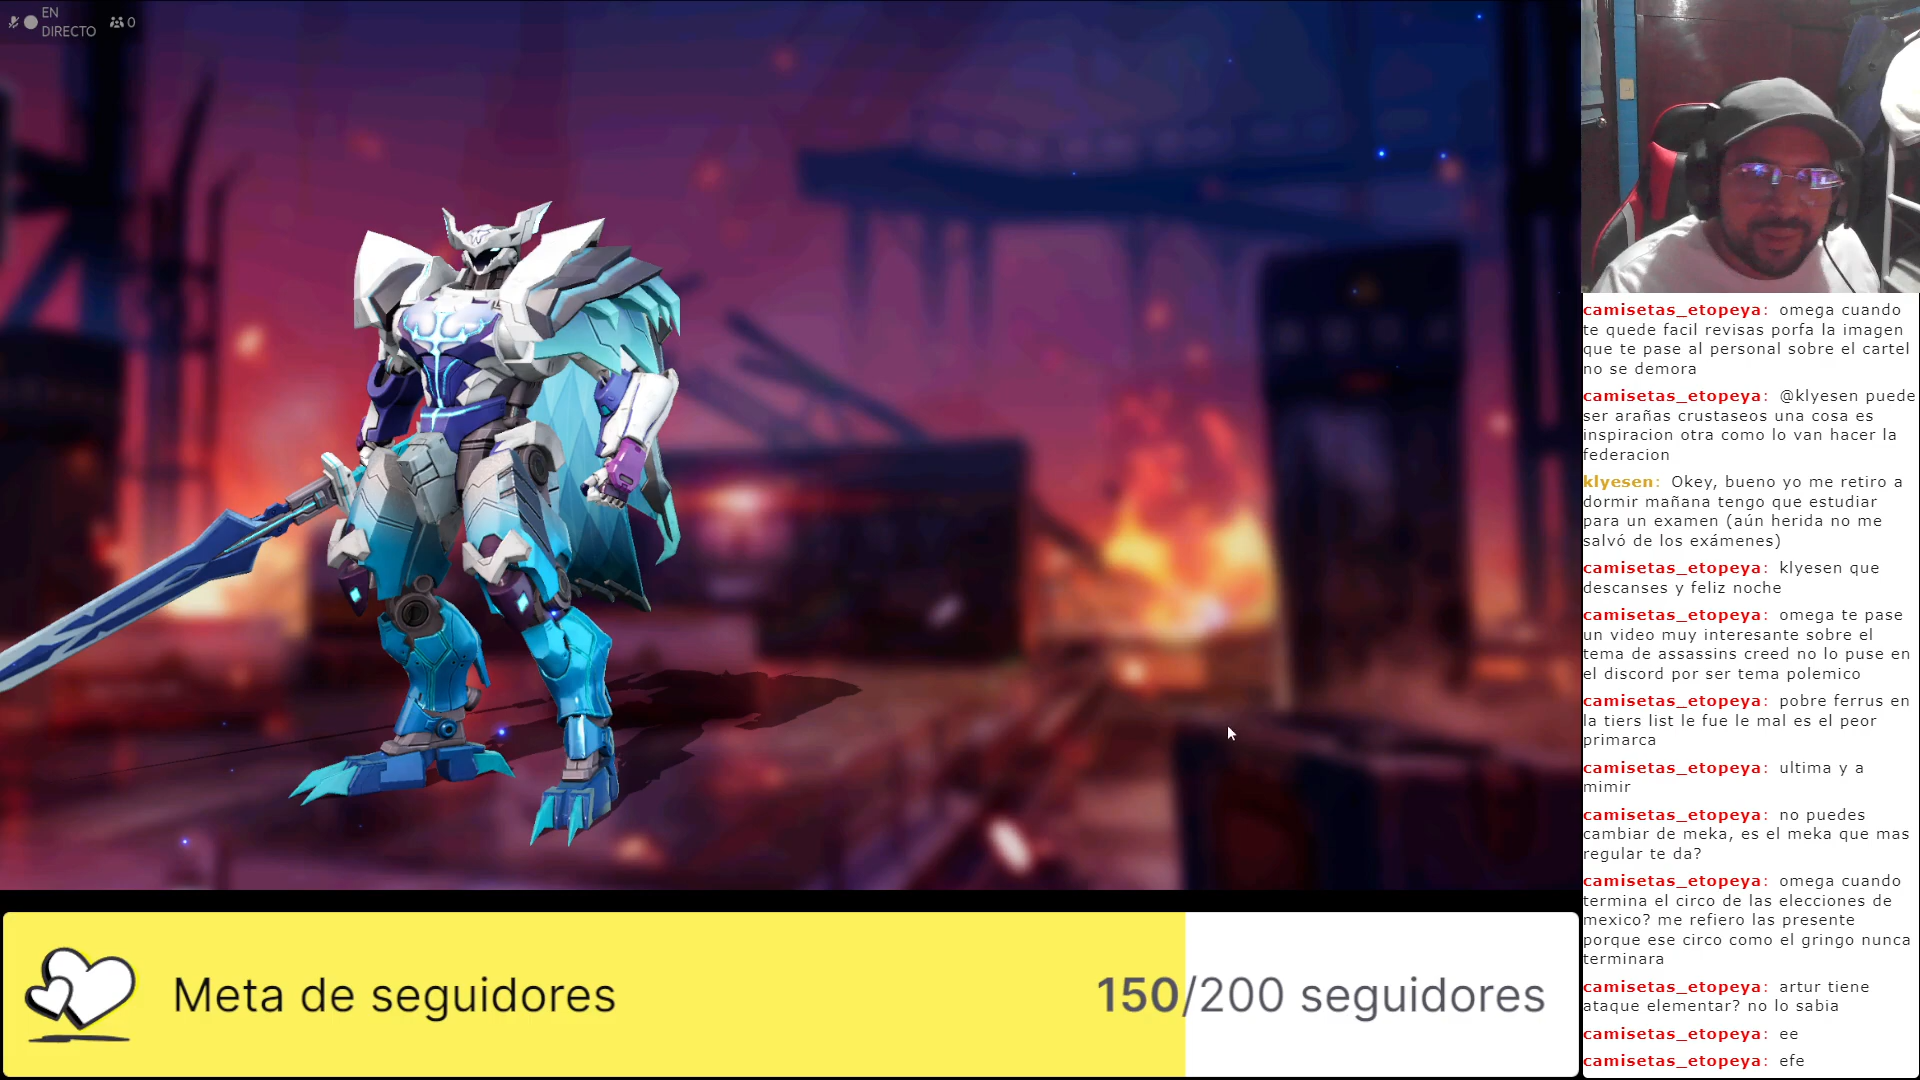 EN
DIRECTO
0
camisetas_etopeya: omega cuando
te quede facil revisas porfa la imagen
que te pase al personal sobre el cartel
no se demora
camisetas_etopeya: @klyesen puede
ser arañas crustaseos una cosa es
inspiracion otra como lo van hacer la
federacion
klyesen: Okey, bueno yo me retiro a
dormir mañana tengo que estudiar
para un examen (aún herida no me
salvó de los exámenes)
camisetas_etopeya: klyesen que
descanses y feliz noche
camisetas_etopeya: omega te pase
un video muy interesante sobre el
tema de assassins creed no lo puse en
el discord por ser tema polemico
camisetas_etopeya: pobre ferrus en
la tiers list le fue le mal es el peor
primarca
camisetas_etopeya: ultima y a
mimir
camisetas_etopeya: no puedes
cambiar de meka, es el meka que mas
regular te da?
camisetas_etopeya: omega cuando
termina el circo de las elecciones de
mexico? me refiero las presente
porque ese circo como el gringo nunca
terminara
camisetas_etopeya: artur tiene
ataque elementar? no lo sabia
camisetas_etopeya: ee
camisetas_etopeya: efe
Meta de seguidores
150/200 seguidores